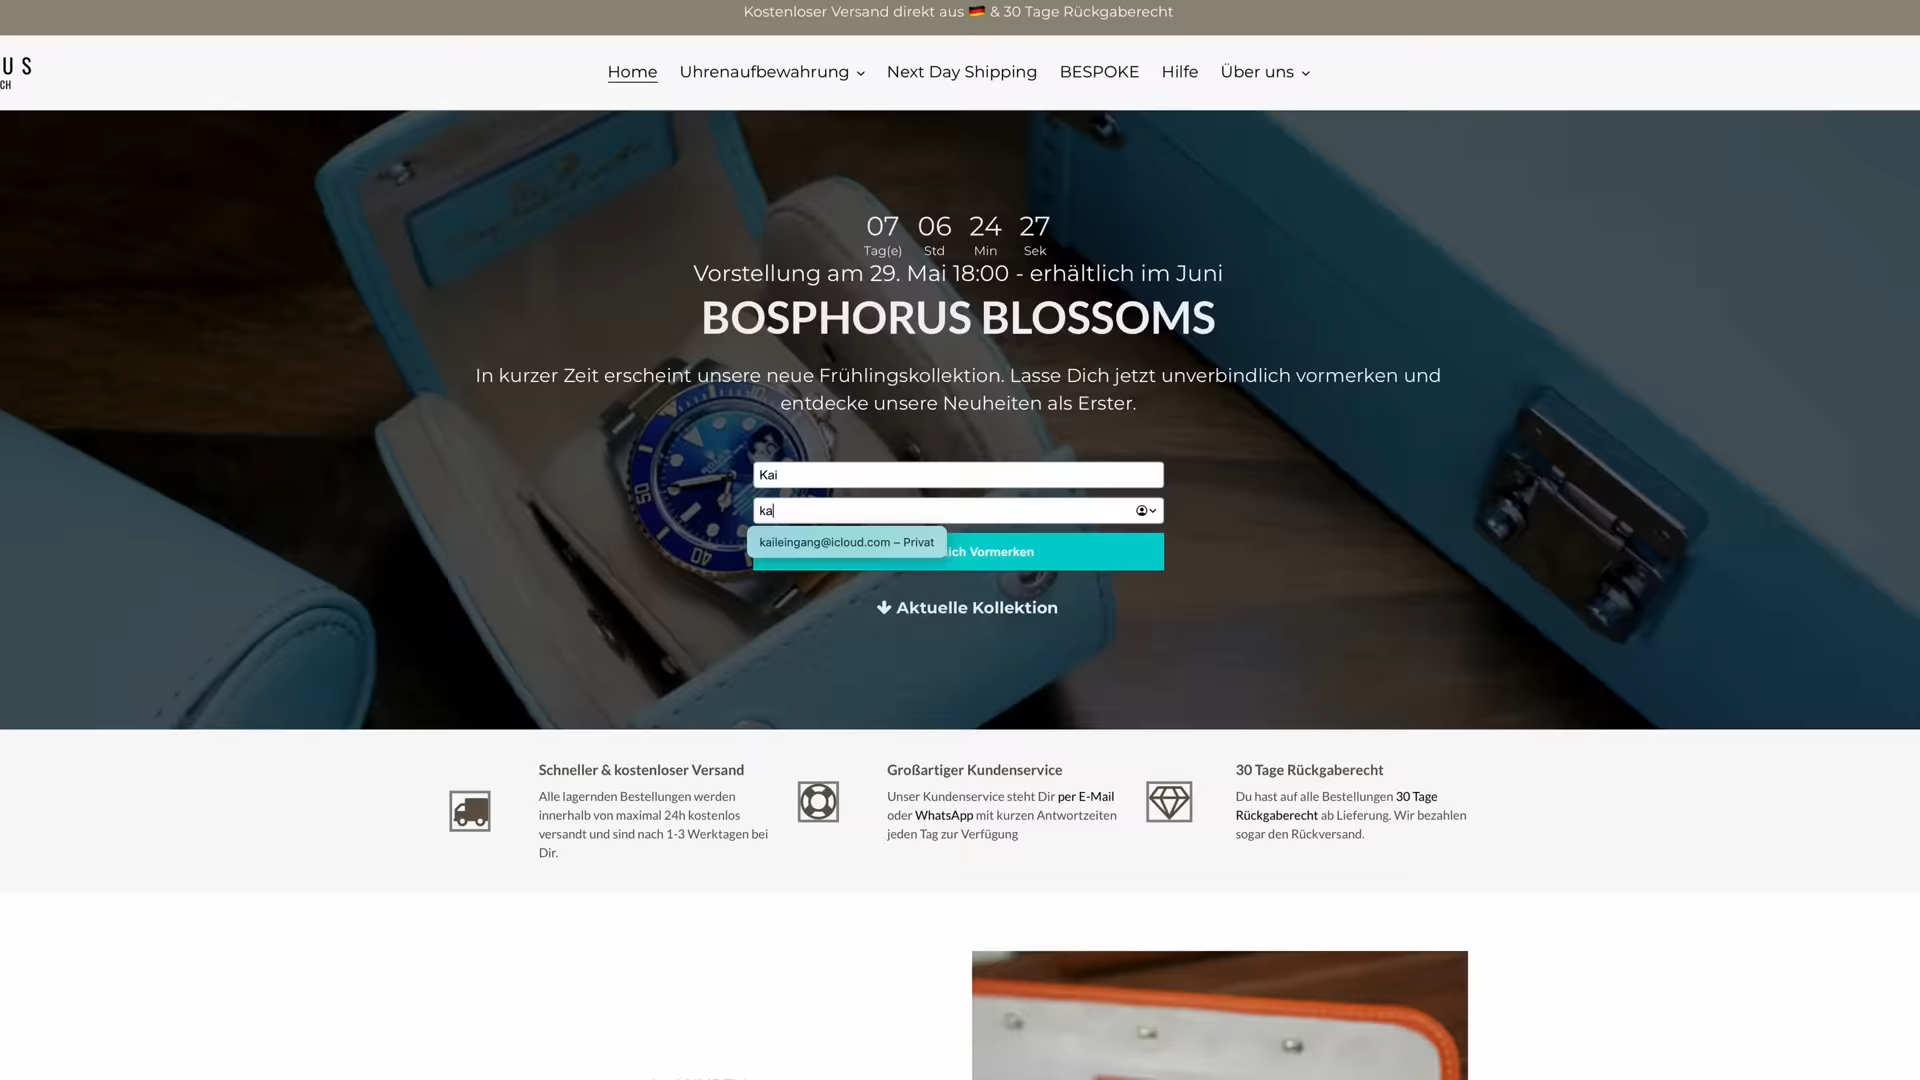 Kostenloser Versand direkt aus 🇩🇪 & 30 Tage Rückgaberecht
US
CH
Home Uhrenaufbewahrung Next Day Shipping BESPOKE Hilfe Über uns
07 06 24 27
Tag(e) Std Min Sek
Vorstellung am 29. Mai 18:00 - erhältlich im Juni
BOSPHORUS BLOSSOMS
In kurzer Zeit erscheint unsere neue Frühlingskollektion. Lasse Dich jetzt unverbindlich vormerken und
entdecke unsere Neuheiten als Erster.
Kai
ka
kaileingang@icloud.com – Privat
ich Vormerken
Aktuelle Kollektion
Schneller & kostenloser Versand
Alle lagernden Bestellungen werden
innerhalb von maximal 24h kostenlos
versandt und sind nach 1-3 Werktagen bei
Dir.
Großartiger Kundenservice
Unser Kundenservice steht Dir per E-Mail
oder WhatsApp mit kurzen Antwortzeiten
jeden Tag zur Verfügung
30 Tage Rückgaberecht
Du hast auf alle Bestellungen 30 Tage
Rückgaberecht ab Lieferung. Wir bezahlen
sogar den Rückversand.